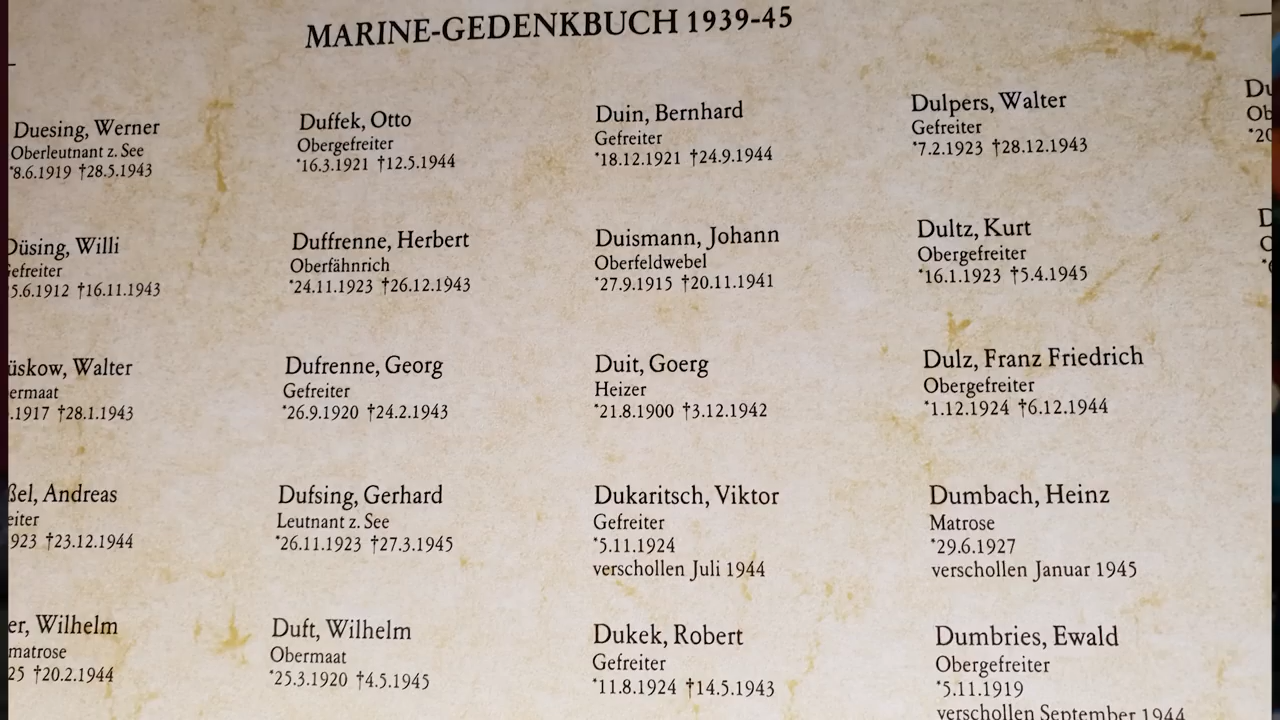 MARINE-GEDENKBUCH 1939-45
Duesing, Werner
Oberleutnant z. See
*8.6.1919 †28.5.1943
Düsing, Willi
5.6.1912 †16.11.1943
Walter
.1917 †28.1.1943
Andreas
†23.12.1944
Wilhelm
†20.2.1944
Duffek, Otto
Obergefreiter
*16.3.1921 †12.5.1944
Duffrenne, Herbert
Oberfähnrich
*24.11.1923 †26.12.1943
Dufrenne, Georg
Gefreiter
*26.9.1920 †24.2.1943
Dufsing, Gerhard
Leutnant z. See
*26.11.1923 †27.3.1945
Duft, Wilhelm
Obermaat
*25.3.1920 †4.5.1945
Duin, Bernhard
Gefreiter
*18.12.1921 †24.9.1944
Duismann, Johann
Oberfeldwebel
*27.9.1915 †20.11.1941
Duit, Goerg
Heizer
*21.8.1900 †3.12.1942
Dukaritsch, Viktor
Gefreiter
*5.11.1924
verschollen Juli 1944
Dukek, Robert
Gefreiter
*11.8.1924 †14.5.1943
Dulpers, Walter
Gefreiter
*7.2.1923 †28.12.1943
Dultz, Kurt
Obergefreiter
*16.1.1923 †5.4.1945
Dulz, Franz Friedrich
Obergefreiter
*1.12.1924 †6.12.1944
Dumbach, Heinz
Matrose
*29.6.1927
verschollen Januar 1945
Dumbries, Ewald
Obergefreiter
*5.11.1919
verschollen September 1944